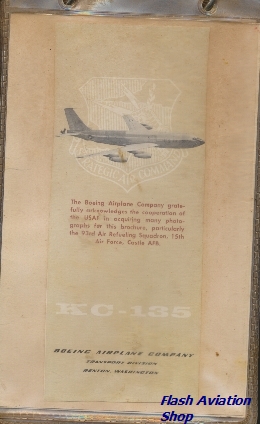 The Boeing Airplane Company grate-
fully acknowledges the cooperation of
the USAF in acquiring many photo-
graphs for this brochure, particularly
the 93rd Air Refueling Squadron, 15th
Air Force, Castle AFB.
KC-135
BOEING AIRPLANE COMPANY
TRANSPORT DIVISION
RENTON, WASHINGTON
Flash Aviation
Shop